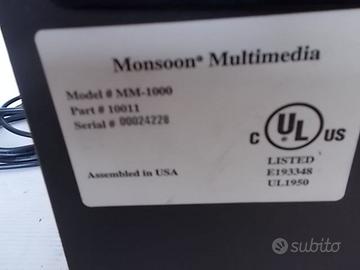 Monsoon® Multimedia
Model # MM-1000
Part # 10011
Serial # 00024228
C UL US
LISTED
E193348
UL1950
Assembled in USA
subito